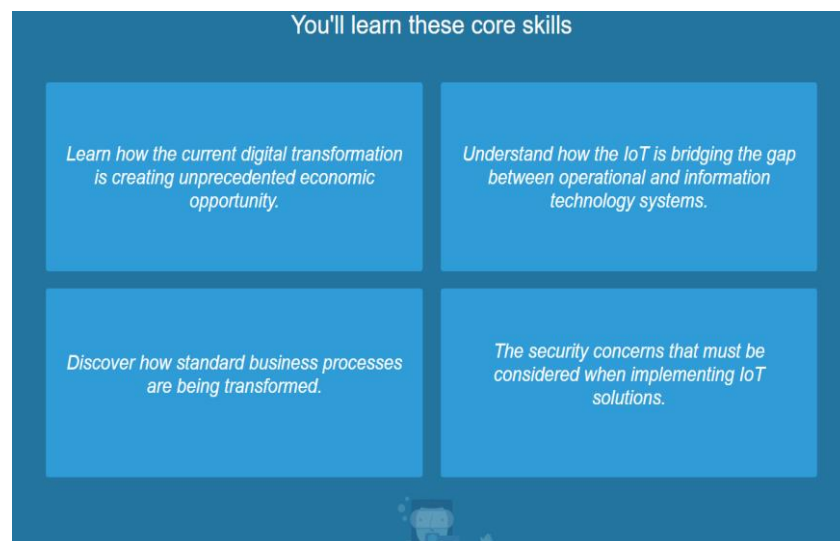 You'll learn these core skills
Learn how the current digital transformation
is creating unprecedented economic
opportunity.
Understand how the IoT is bridging the gap
between operational and information
technology systems.
Discover how standard business processes
are being transformed.
The security concerns that must be
considered when implementing IoT
solutions.